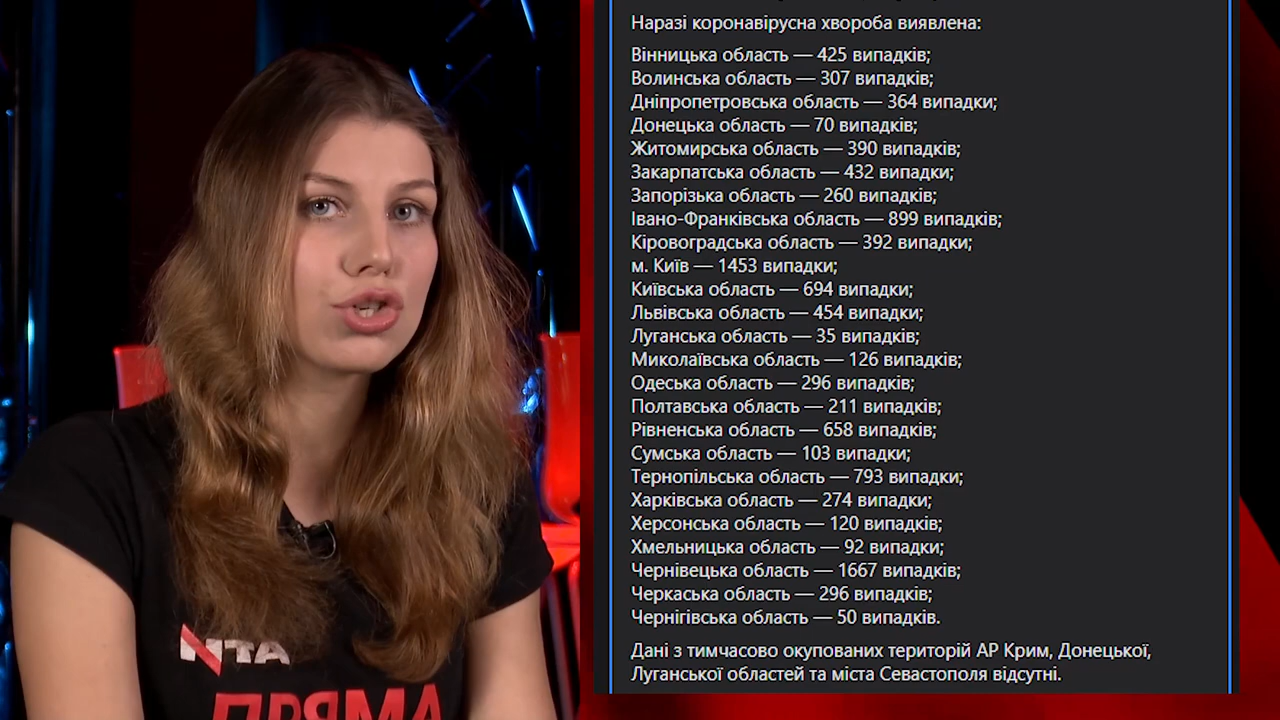 Наразі коронавірусна хвороба виявлена:
Вінницька область — 425 випадків;
Волинська область — 307 випадків;
Дніпропетровська область — 364 випадки;
Донецька область — 70 випадків;
Житомирська область — 390 випадків;
Закарпатська область — 432 випадки;
Запорізька область — 260 випадків;
Івано-Франківська область — 899 випадків;
Кіровоградська область — 392 випадки;
м. Київ — 1453 випадки;
Київська область — 694 випадки;
Львівська область — 454 випадки;
Луганська область — 35 випадків;
Миколаївська область — 126 випадків;
Одеська область — 296 випадків;
Полтавська область — 211 випадків;
Рівненська область — 658 випадків;
Сумська область — 103 випадки;
Тернопільська область — 793 випадки;
Харківська область — 274 випадки;
Херсонська область — 120 випадків;
Хмельницька область — 92 випадки;
Чернівецька область — 1667 випадків;
Черкаська область — 296 випадків;
Чернігівська область — 50 випадків.
Дані з тимчасово окупованих територій АР Крим, Донецької,
Луганської областей та міста Севастополя відсутні.
NTA
ПРЯМА